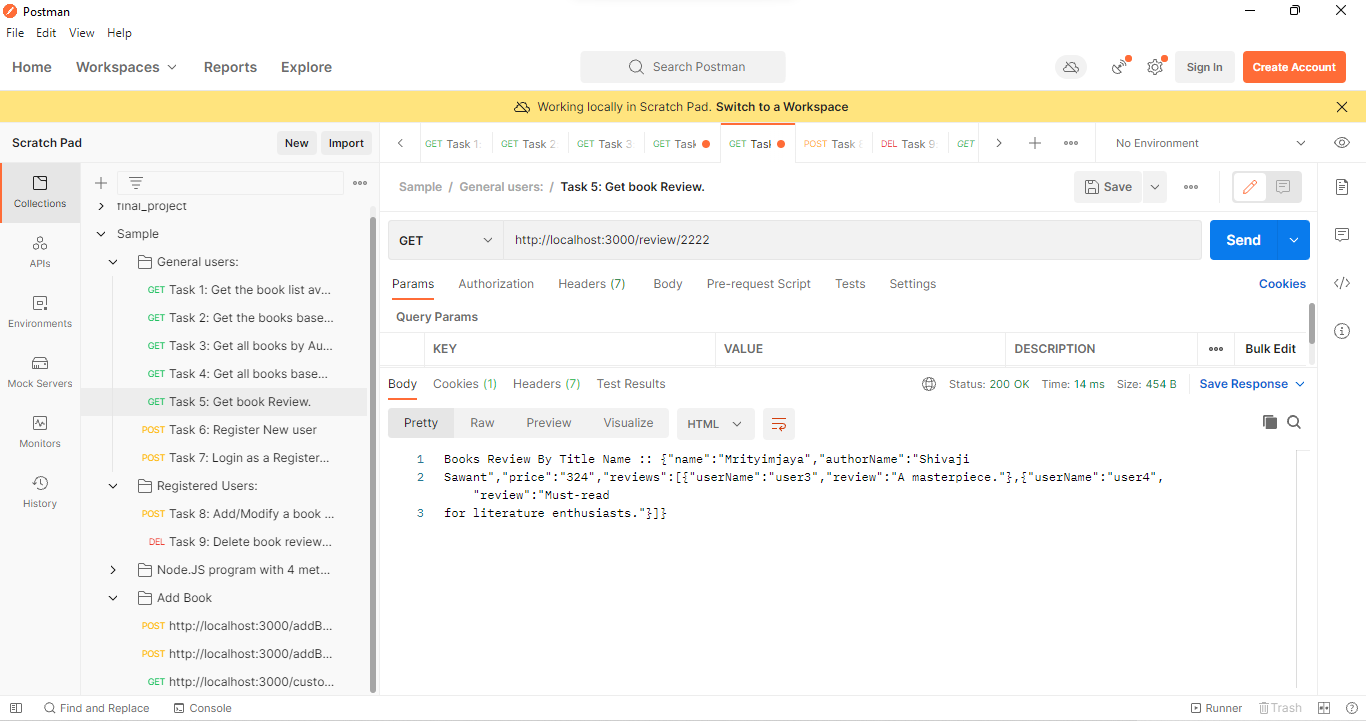 Postman
File Edit View Help
Home Workspaces Reports Explore Search Postman Sign In Create Account
Working locally in Scratch Pad. Switch to a Workspace
Scratch Pad New Import GET Task 1: GET Task 2 GET Task 3 GET Task GET Task POST Task DEL Task 9: GET No Environment
Sample / General users: / Task 5: Get book Review. Save
Collections
APIs
Environments
Mock Servers
Monitors
History
final_project
Sample
General users:
GET Task 1: Get the book list av...
GET Task 2: Get the books base...
GET Task 3: Get all books by Au...
GET Task 4: Get all books base...
GET Task 5: Get book Review.
POST Task 6: Register New user
POST Task 7: Login as a Register...
Registered Users:
POST Task 8: Add/Modify a book ...
DEL Task 9: Delete book review...
Node.JS program with 4 met...
Add Book
POST http://localhost:3000/addB...
POST http://localhost:3000/addB...
GET http://localhost:3000/custo...
GET http://localhost:3000/review/2222 Send
Params Authorization Headers (7) Body Pre-request Script Tests Settings Cookies
Query Params
KEY VALUE DESCRIPTION Bulk Edit
Body Cookies (1) Headers (7) Test Results Status: 200 OK Time: 14 ms Size: 454 B Save Response
Pretty Raw Preview Visualize HTML
1 Books Review By Title Name :: {"name":"Mrityimjaya","authorName":"Shivaji
2 Sawant","price":"324","reviews":[{"userName":"user3","review":"A masterpiece."},{"userName":"user4",
"review":"Must-read
3 for literature enthusiasts."}]}
Find and Replace Console Runner Trash